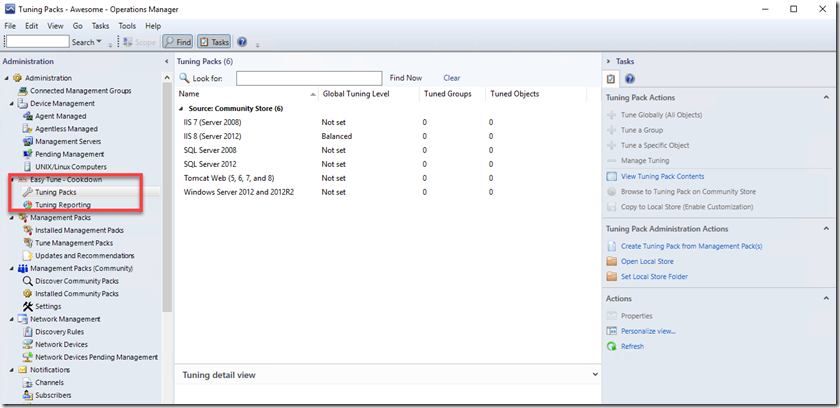 Tuning Packs - Awesome - Operations Manager
File Edit View Go Tasks Tools Help
Search Scope Find Tasks
Administration
Administration
Connected Management Groups
Device Management
Agent Managed
Agentless Managed
Management Servers
Pending Management
UNIX/Linux Computers
Easy Tune - Cookdown
Tuning Packs
Tuning Reporting
Management Packs
Installed Management Packs
Tune Management Packs
Updates and Recommendations
Management Packs (Community)
Discover Community Packs
Installed Community Packs
Settings
Network Management
Discovery Rules
Network Devices
Network Devices Pending Management
Notifications
Channels
Subscribers
Tuning Packs (6)
Look for: Find Now Clear
Name Global Tuning Level Tuned Groups Tuned Objects
Source: Community Store (6)
IIS 7 (Server 2008) Not set 0 0
IIS 8 (Server 2012) Balanced 0 0
SQL Server 2008 Not set 0 0
SQL Server 2012 Not set 0 0
Tomcat Web (5, 6, 7, and 8) Not set 0 0
Windows Server 2012 and 2012R2 Not set 0 0
Tuning detail view
Tasks
Tuning Pack Actions
Tune Globally (All Objects)
Tune a Group
Tune a Specific Object
Manage Tuning
View Tuning Pack Contents
Browse to Tuning Pack on Community Store
Copy to Local Store (Enable Customization)
Tuning Pack Administration Actions
Create Tuning Pack from Management Pack(s)
Open Local Store
Set Local Store Folder
Actions
Properties
Personalize view...
Refresh